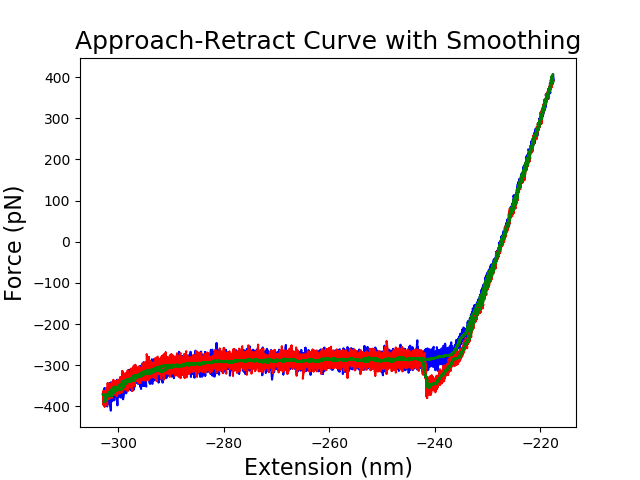 Approach-Retract Curve with Smoothing
400
300
200
100
0
−100
−200
−300
−400
Force (pN)
−300 −280 −260 −240 −220
Extension (nm)